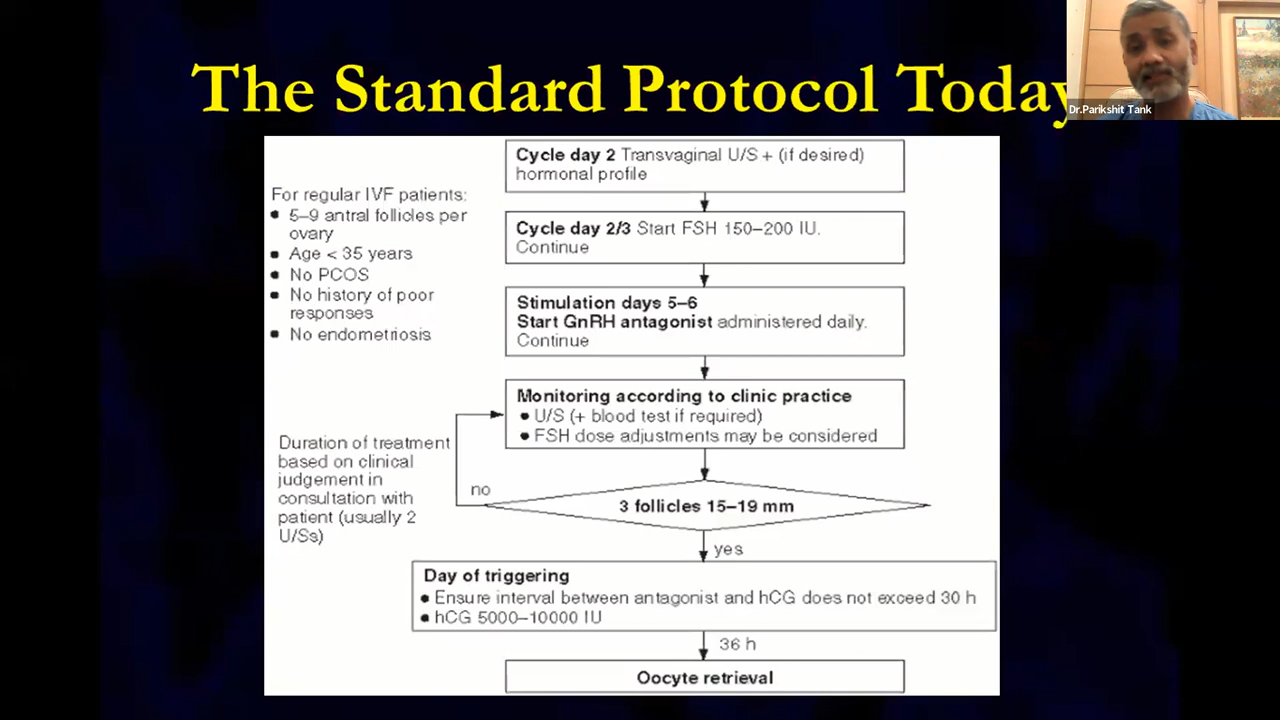 The Standard Protocol Today
Dr.Parikshit Tank
For regular IVF patients:
● 5–9 antral follicles per
ovary
● Age < 35 years
● No PCOS
● No history of poor
responses
● No endometriosis
Cycle day 2 Transvaginal U/S + (if desired)
hormonal profile
Cycle day 2/3 Start FSH 150–200 IU.
Continue
Stimulation days 5–6
Start GnRH antagonist administered daily.
Continue
Monitoring according to clinic practice
● U/S (+ blood test if required)
● FSH dose adjustments may be considered
Duration of treatment
based on clinical
judgement in
consultation with
patient (usually 2
U/Ss)
no
3 follicles 15–19 mm
yes
Day of triggering
● Ensure interval between antagonist and hCG does not exceed 30 h
● hCG 5000–10000 IU
36 h
Oocyte retrieval